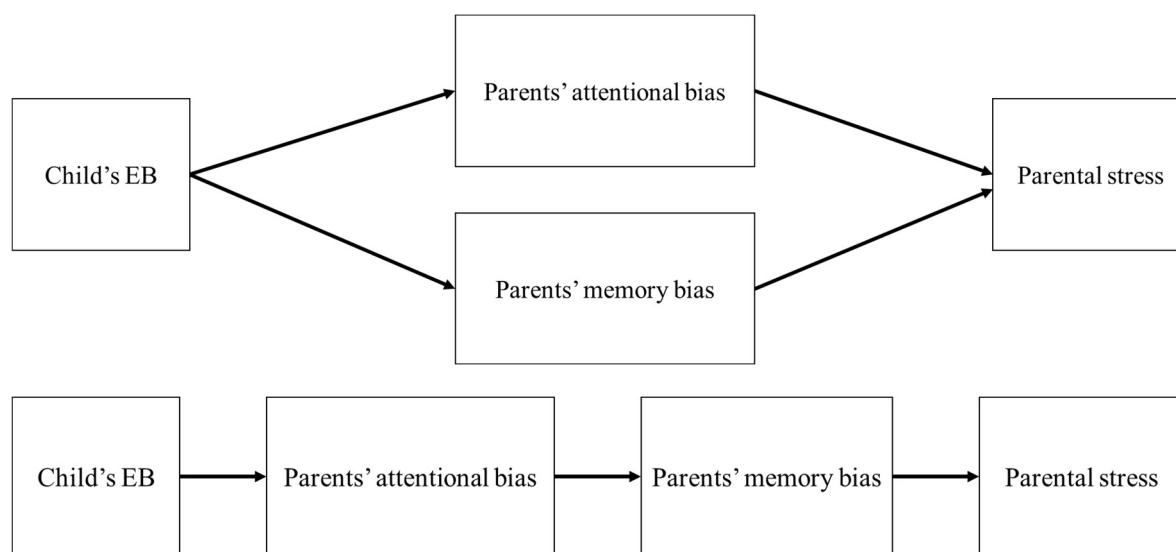 Parents’ attentional bias
Child’s EB
Parental stress
Parents’ memory bias
Child’s EB
Parents’ attentional bias
Parents’ memory bias
Parental stress